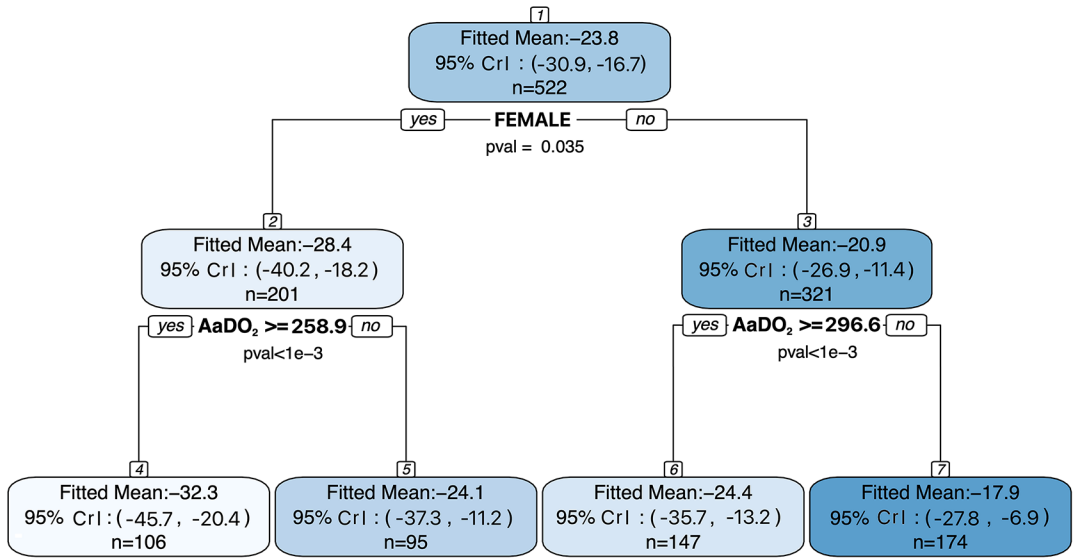 1
Fitted Mean:−23.8
95% CrI : (-30.9, -16.7)
n=522
yes FEMALE no
pval = 0.035
2
Fitted Mean:−28.4
95% CrI : (-40.2, -18.2)
n=201
3
Fitted Mean:−20.9
95% CrI : (-26.9, -11.4)
n=321
yes AaDO₂ >=258.9 no
pval<1e−3
yes AaDO₂ >=296.6 no
pval<1e−3
4
Fitted Mean:−32.3
95% CrI:(-45.7, -20.4)
n=106
5
Fitted Mean:−24.1
95% CrI:(-37.3, -11.2)
n=95
6
Fitted Mean:−24.4
95% CrI:(-35.7, -13.2)
n=147
7
Fitted Mean:−17.9
95% CrI:(-27.8, -6.9)
n=174